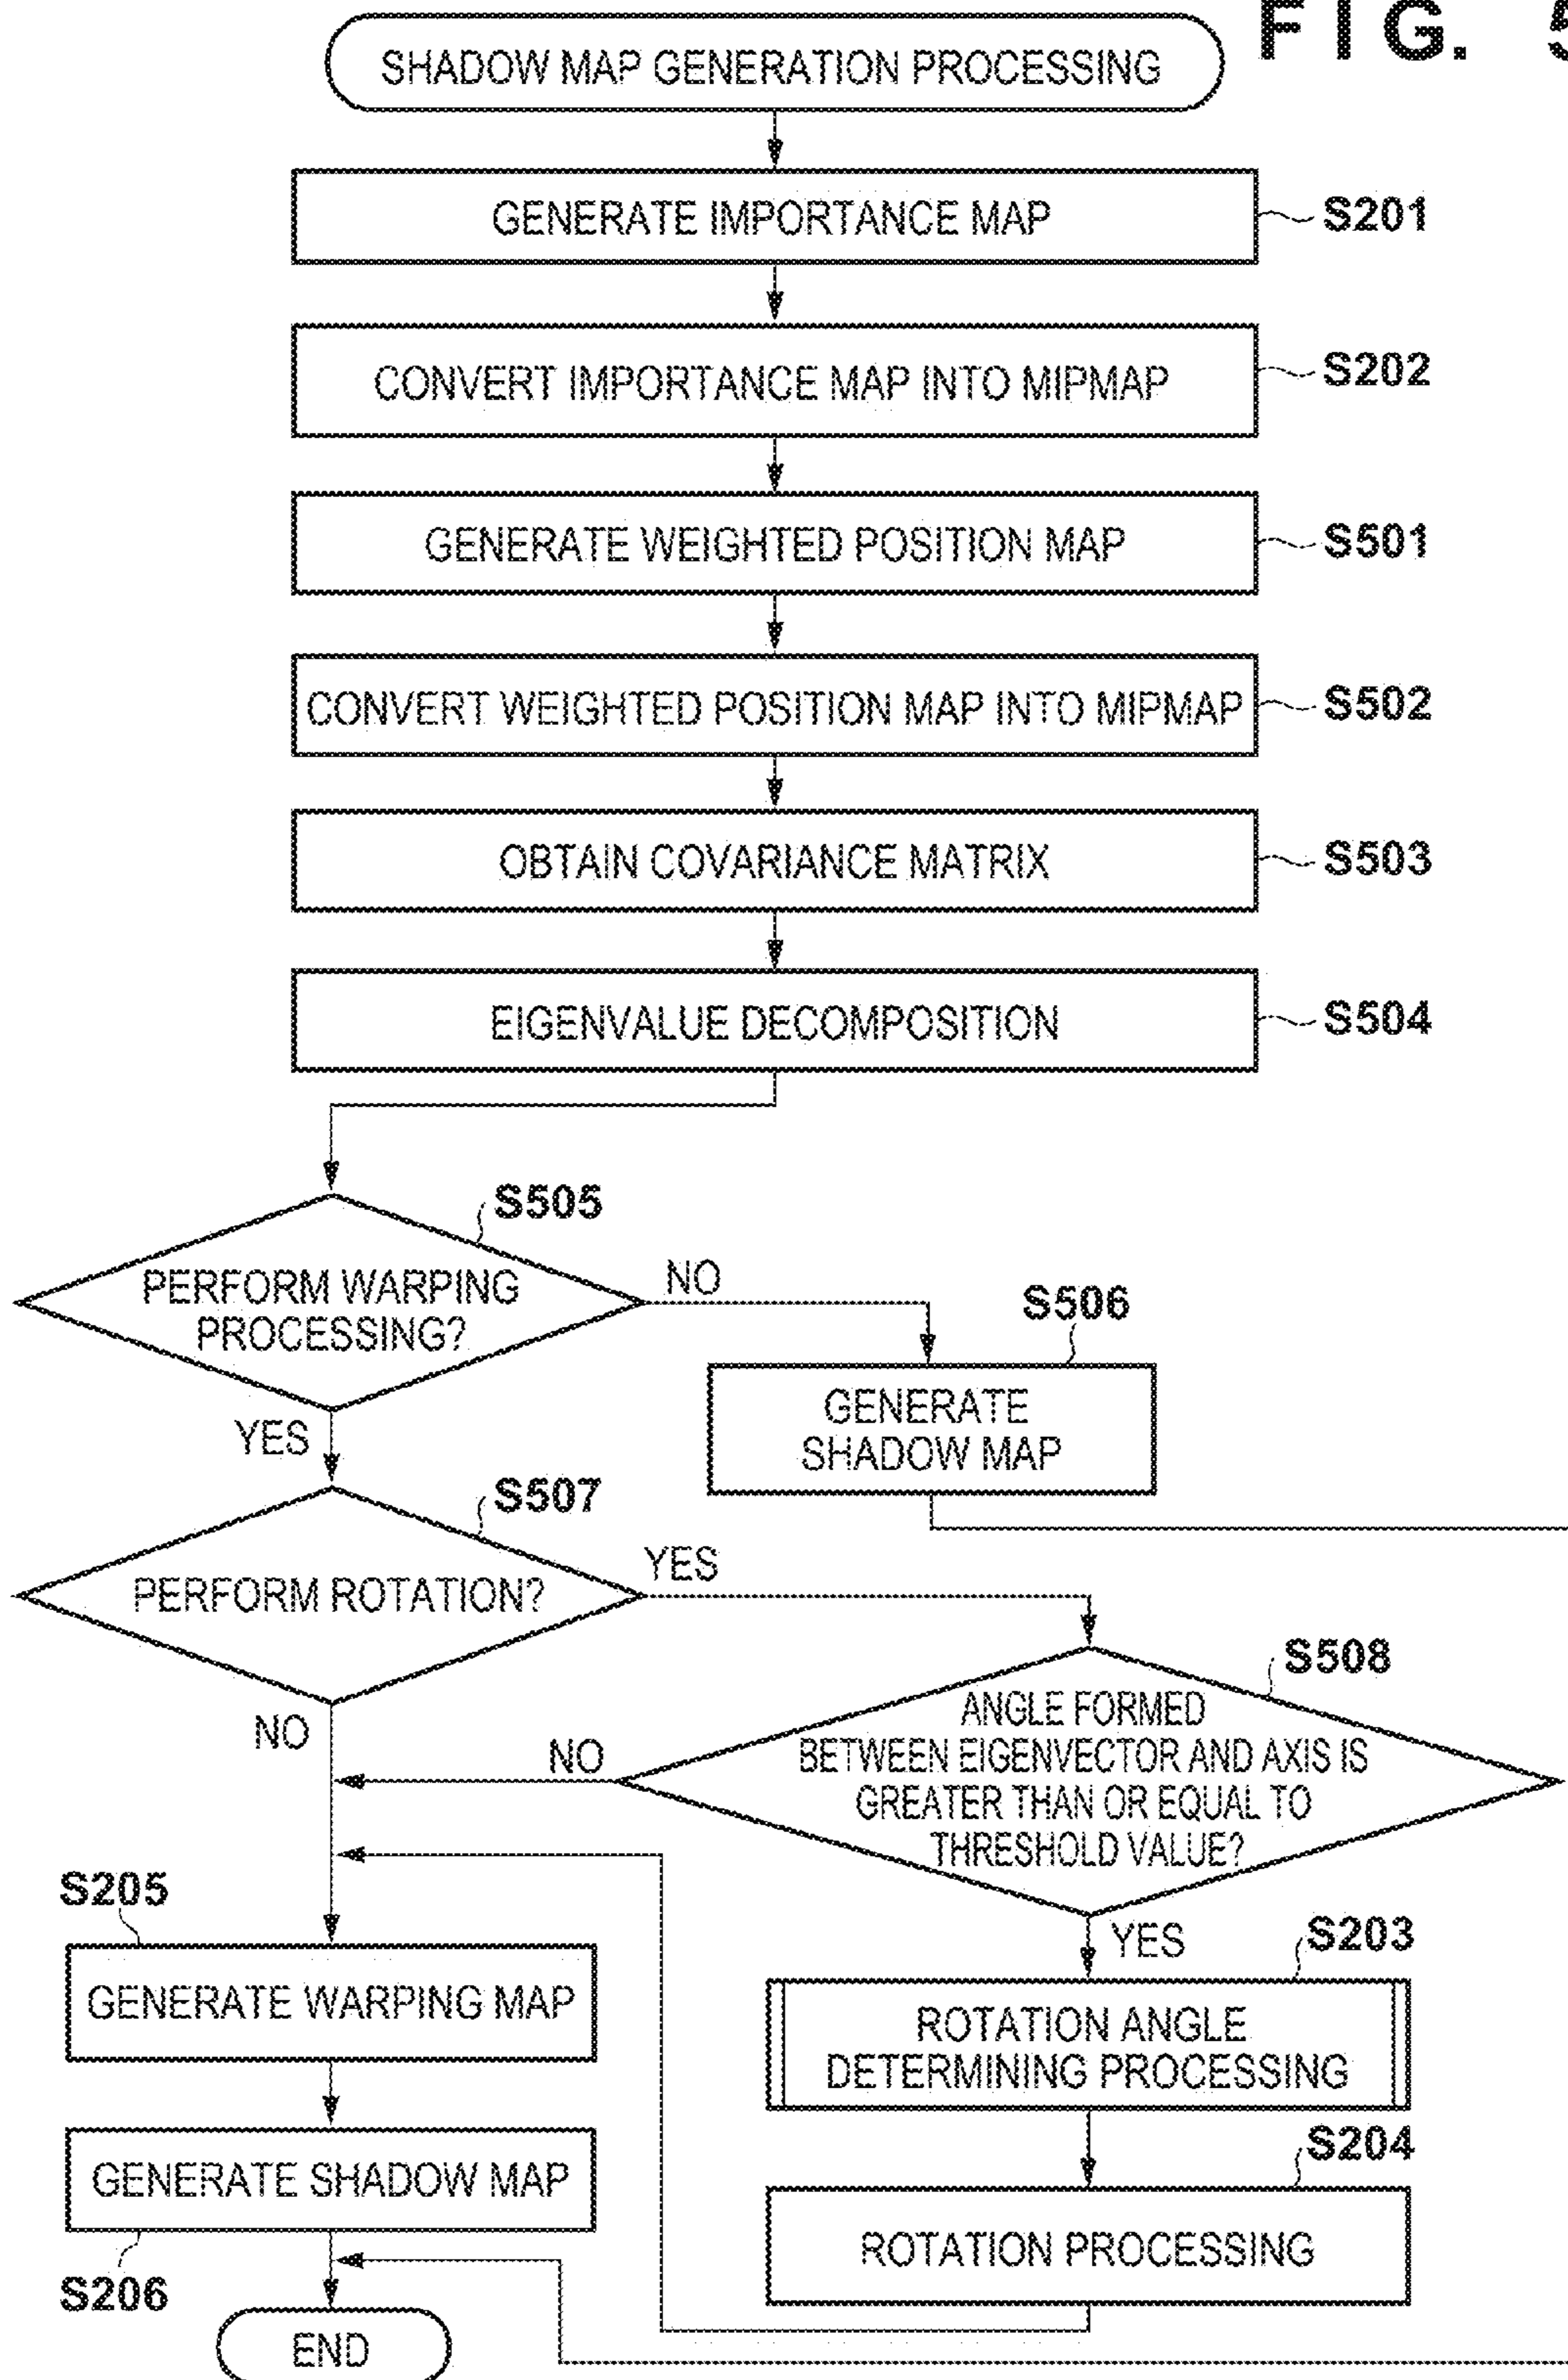 FIG. 5
SHADOW MAP GENERATION PROCESSING
GENERATE IMPORTANCE MAP
S201
CONVERT IMPORTANCE MAP INTO MIPMAP
S202
GENERATE WEIGHTED POSITION MAP
S501
CONVERT WEIGHTED POSITION MAP INTO MIPMAP
S502
OBTAIN COVARIANCE MATRIX
S503
EIGENVALUE DECOMPOSITION
S504
S505
PERFORM WARPING
PROCESSING?
NO
S506
GENERATE
SHADOW MAP
YES
S507
PERFORM ROTATION?
YES
S508
ANGLE FORMED
BETWEEN EIGENVECTOR AND AXIS IS
GREATER THAN OR EQUAL TO
THRESHOLD VALUE?
NO
NO
YES
S203
ROTATION ANGLE
DETERMINING PROCESSING
S204
ROTATION PROCESSING
S205
GENERATE WARPING MAP
GENERATE SHADOW MAP
S206
END